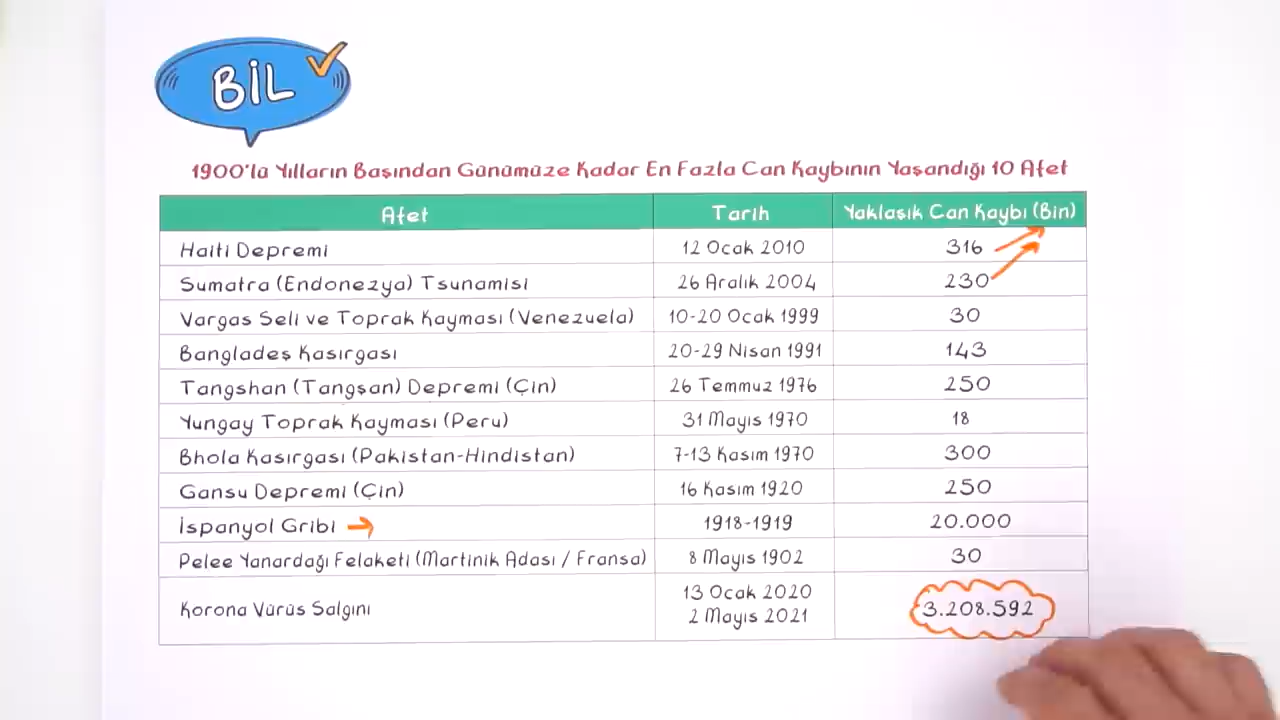 BİL
1900'lü Yılların Başından Günümüze Kadar En Fazla Can Kaybının Yaşandığı 10 Afet
Afet Tarih Yaklaşık Can Kaybı (Bin)
Haiti Depremi 12 Ocak 2010 316
Sumatra (Endonezya) Tsunamisi 26 Aralık 2004 230
Vargas Seli ve Toprak Kayması (Venezuela) 10-20 Ocak 1999 30
Bangladeş Kasırgası 20-29 Nisan 1991 143
Tangshan (Tangşan) Depremi (Çin) 26 Temmuz 1976 250
Yungay Toprak Kayması (Peru) 31 Mayıs 1970 18
Bhola Kasırgası (Pakistan-Hindistan) 7-13 Kasım 1970 300
Gansu Depremi (Çin) 16 Kasım 1920 250
İspanyol Gribi 1918-1919 20.000
Pelee Yanardağı Felaketi (Martinik Adası / Fransa) 8 Mayıs 1902 30
Korona Vürüs Salgını 13 Ocak 2020 3.208.592
2 Mayıs 2021